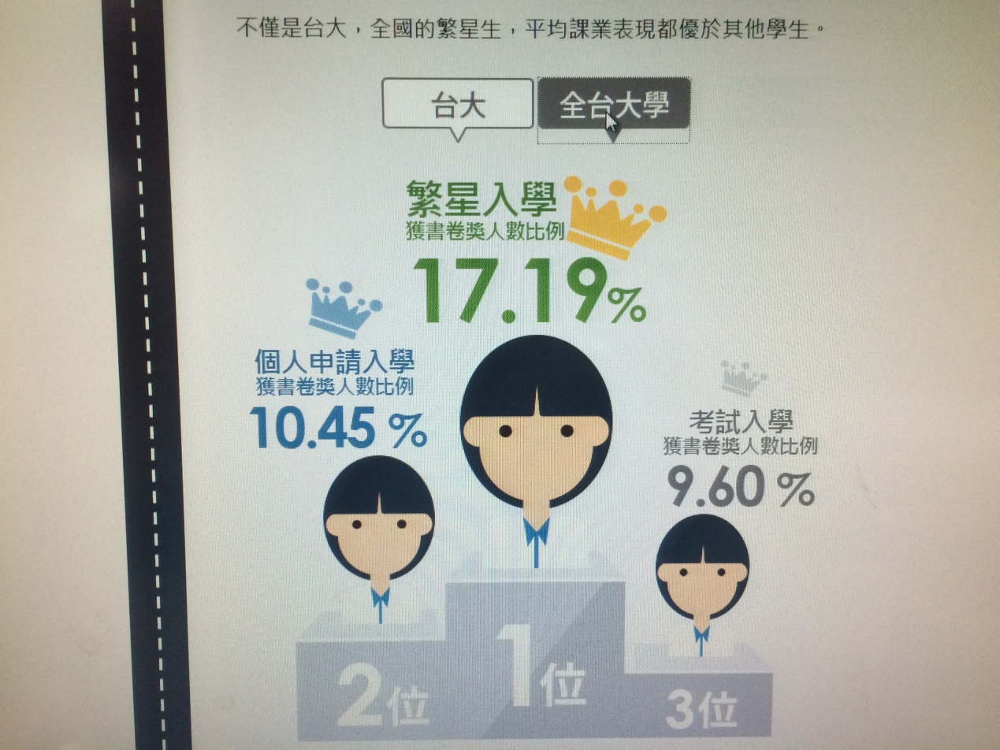 不僅是台大，全國的繁星生，平均課業表現都優於其他學生。
台大
全台大學
繁星入學
獲書卷獎人數比例
17.19%
個人申請入學
獲書卷獎人數比例
10.45 %
考試入學
獲書卷獎人數比例
9.60 %
2位
1位
3位